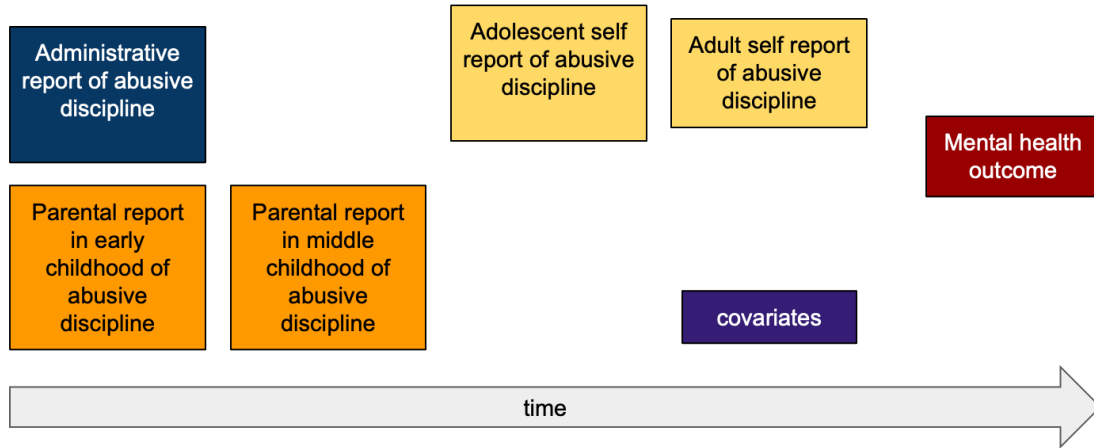 Administrative
report of abusive
discipline
Adolescent self
report of abusive
discipline
Adult self report
of abusive
discipline
Mental health
outcome
Parental report
in early
childhood of
abusive
discipline
Parental report
in middle
childhood of
abusive
discipline
covariates
time